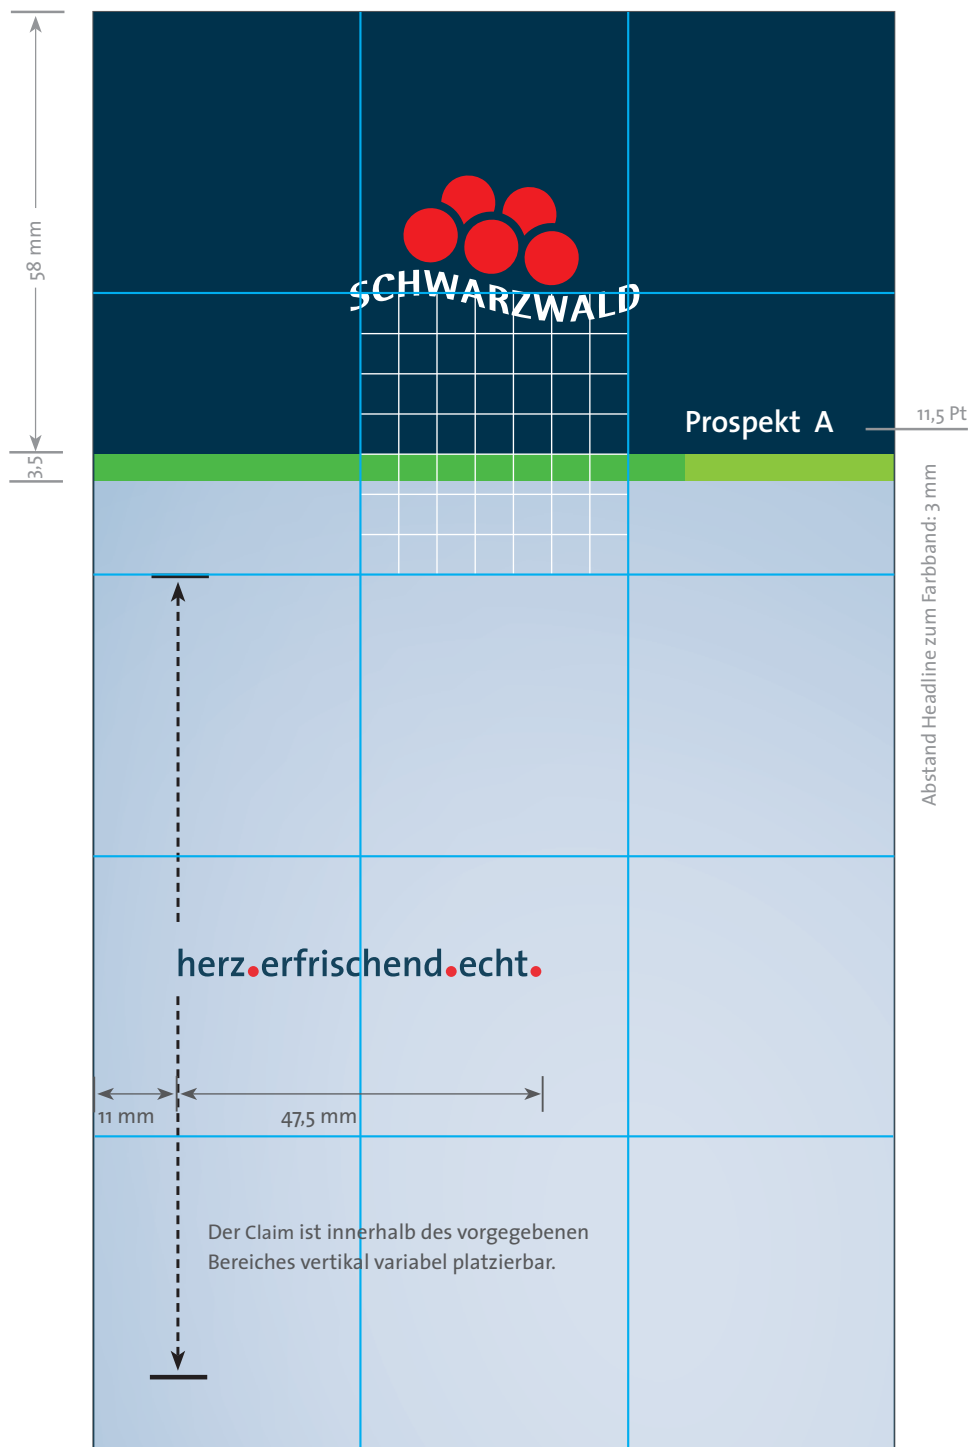 58 mm
SCHWARZWALD
Prospekt A
11,5 Pt
3,5
Abstand Headline zum Farbband: 3 mm
herz.erfrischend.echt.
11 mm
47,5 mm
Der Claim ist innerhalb des vorgegebenen
Bereiches vertikal variabel platzierbar.